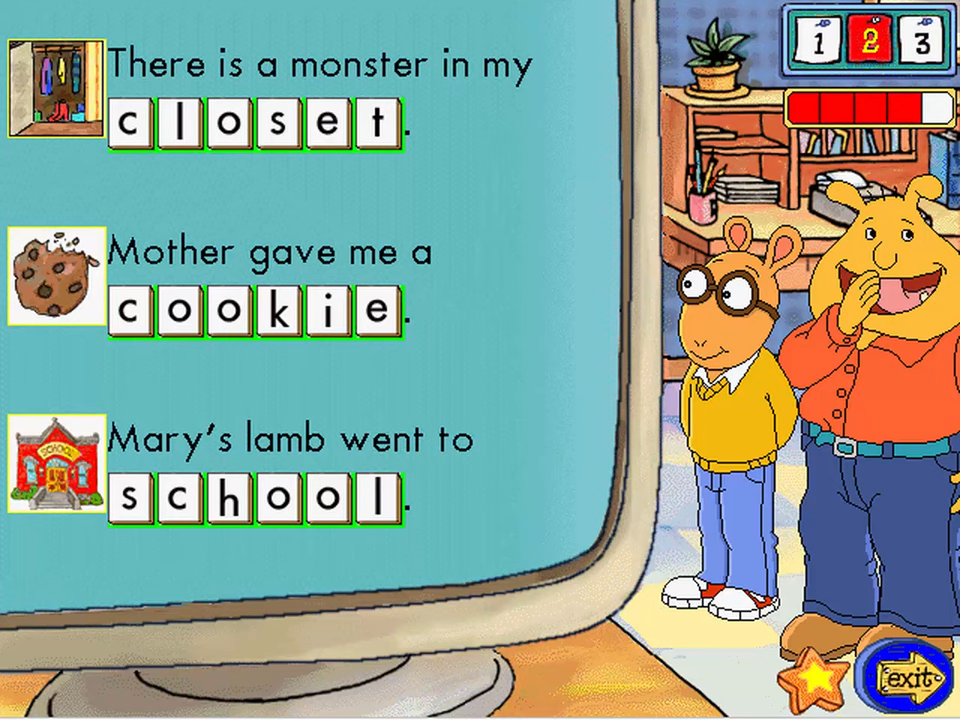 There is a monster in my
closet.
Mother gave me a
cookie.
SCHOOL
Mary's lamb went to
school.
1 2 3
exit